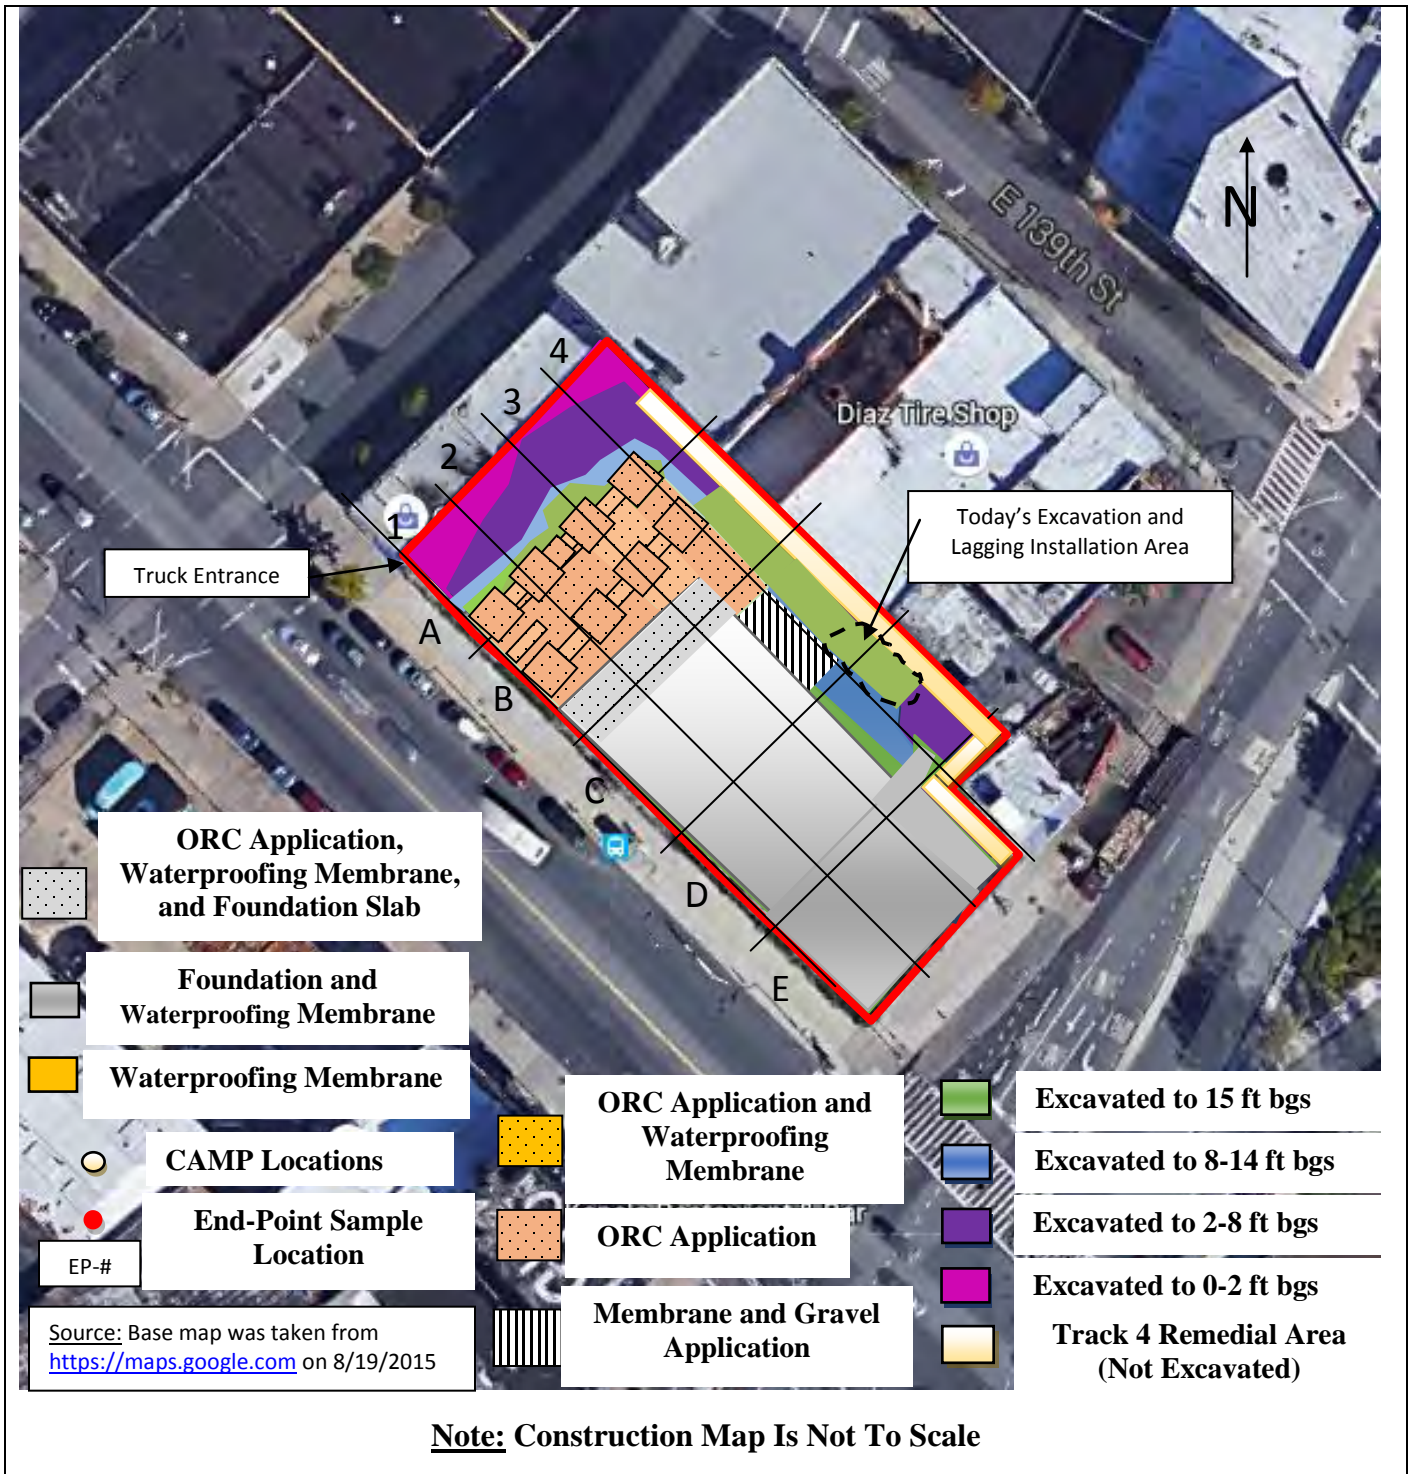 E 139th St
N
4
3
2
1
Diaz Tire Shop
Today's Excavation and
Lagging Installation Area
Truck Entrance
A
B
C
D
E
ORC Application,
Waterproofing Membrane,
and Foundation Slab
Foundation and
Waterproofing Membrane
Waterproofing Membrane
CAMP Locations
End-Point Sample
Location
EP-#
Source: Base map was taken from
https://maps.google.com on 8/19/2015
ORC Application and
Waterproofing
Membrane
ORC Application
Membrane and Gravel
Application
Excavated to 15 ft bgs
Excavated to 8-14 ft bgs
Excavated to 2-8 ft bgs
Excavated to 0-2 ft bgs
Track 4 Remedial Area
(Not Excavated)
Note: Construction Map Is Not To Scale